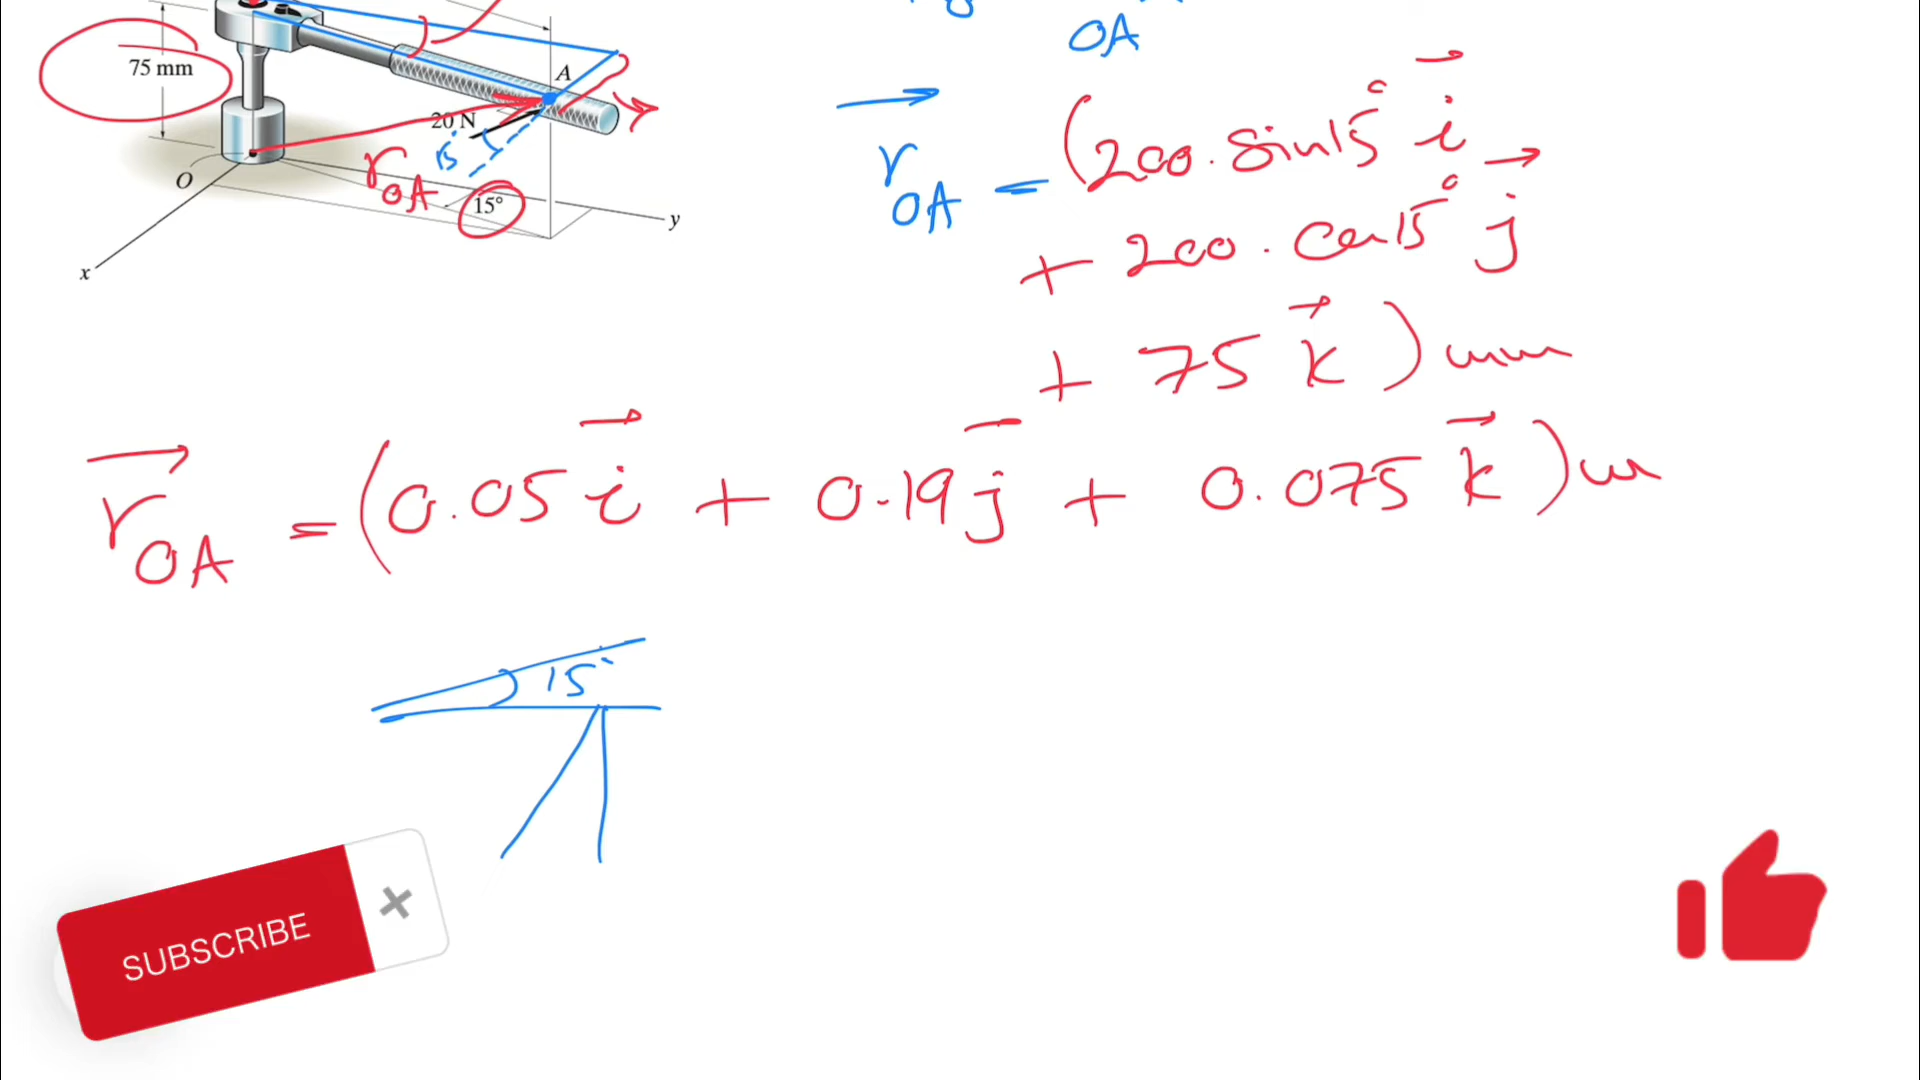 75 mm
A
20 N
15°
r OA
15°
O
y
x
OA
r OA = (200 . sin15° i
+ 200 . cos15° j
+ 75 k ) mm
r OA = (0.05 i + 0.19 j + 0.075 k ) m
15°
SUBSCRIBE